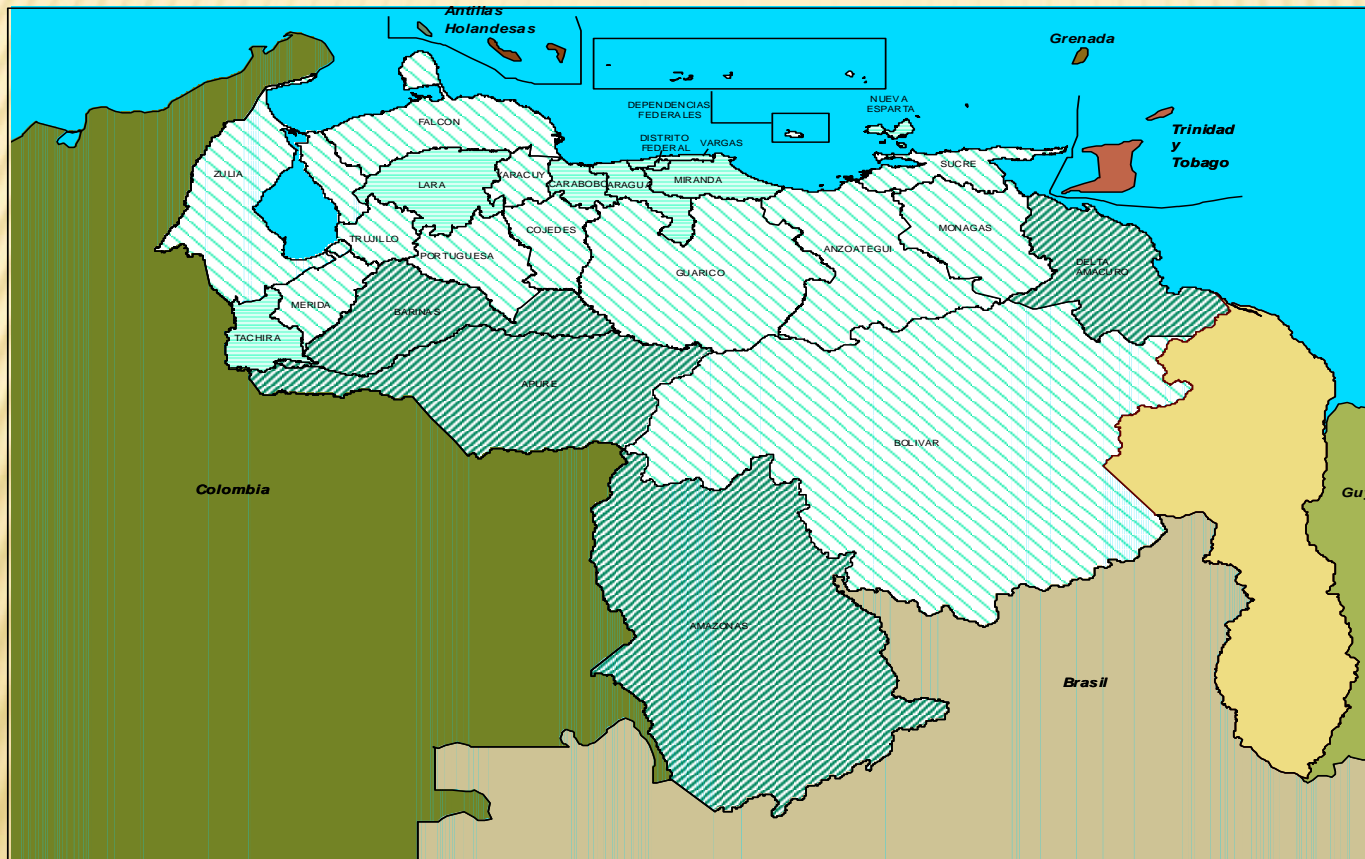 Antillas
Holandesas
Grenada
DEPENDENCIAS
FEDERALES
NUEVA
ESPARTA
Trinidad
y
Tobago
DISTRITO
FEDERAL
VARGAS
FALCON
SUCRE
ZULIA
LARA
YARACUY
CARABOBO
ARAGUA
MIRANDA
TRUJILLO
COJEDES
PORTUGUESA
MONAGAS
ANZOATEGUI
GUARICO
DELTA
AMACURO
MERIDA
BARINAS
TACHIRA
APURE
BOLIVAR
Colombia
Guy
AMAZONAS
Brasil